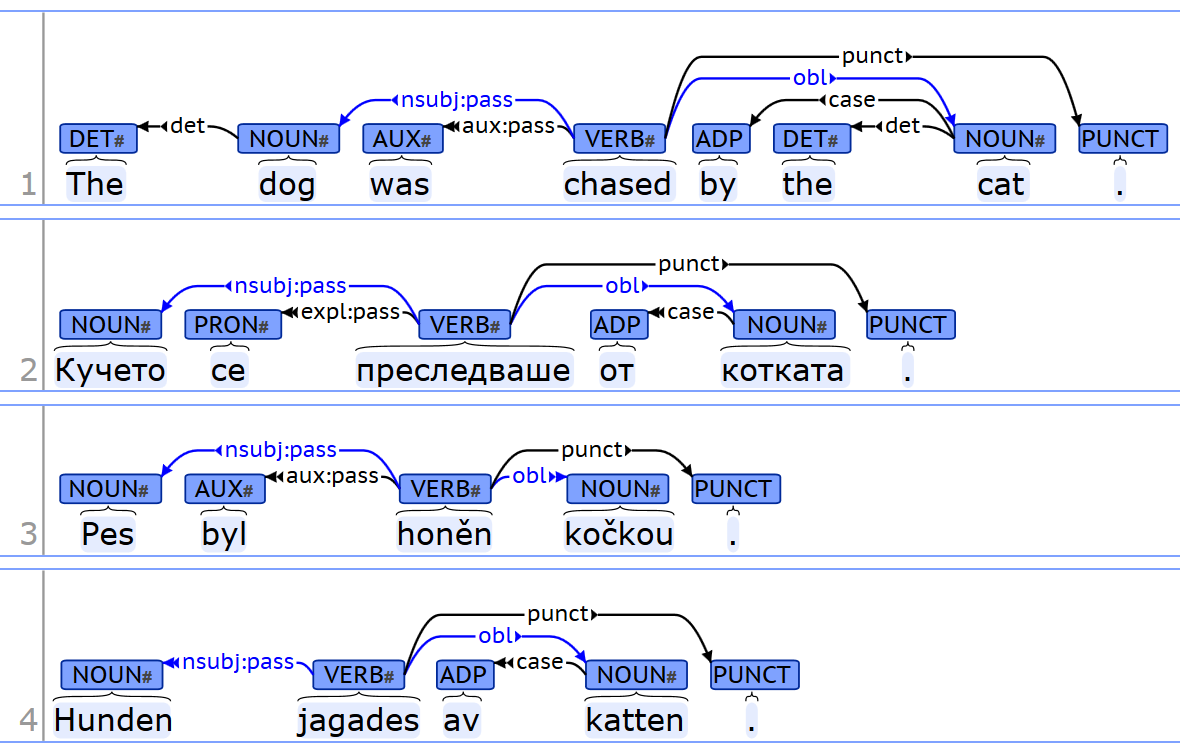 punct
obl
nsubj:pass case
det aux:pass det
DET# NOUN# AUX# VERB# ADP DET# NOUN# PUNCT
1 The dog was chased by the cat .
punct
nsubj:pass obl
expl:pass case
NOUN# PRON# VERB# ADP NOUN# PUNCT
2 Кучето се преследваше от котката .
nsubj:pass punct
aux:pass obl
NOUN# AUX# VERB# NOUN# PUNCT
3 Pes byl honěn kočkou .
punct
obl
nsubj:pass case
NOUN# VERB# ADP NOUN# PUNCT
4 Hunden jagades av katten .